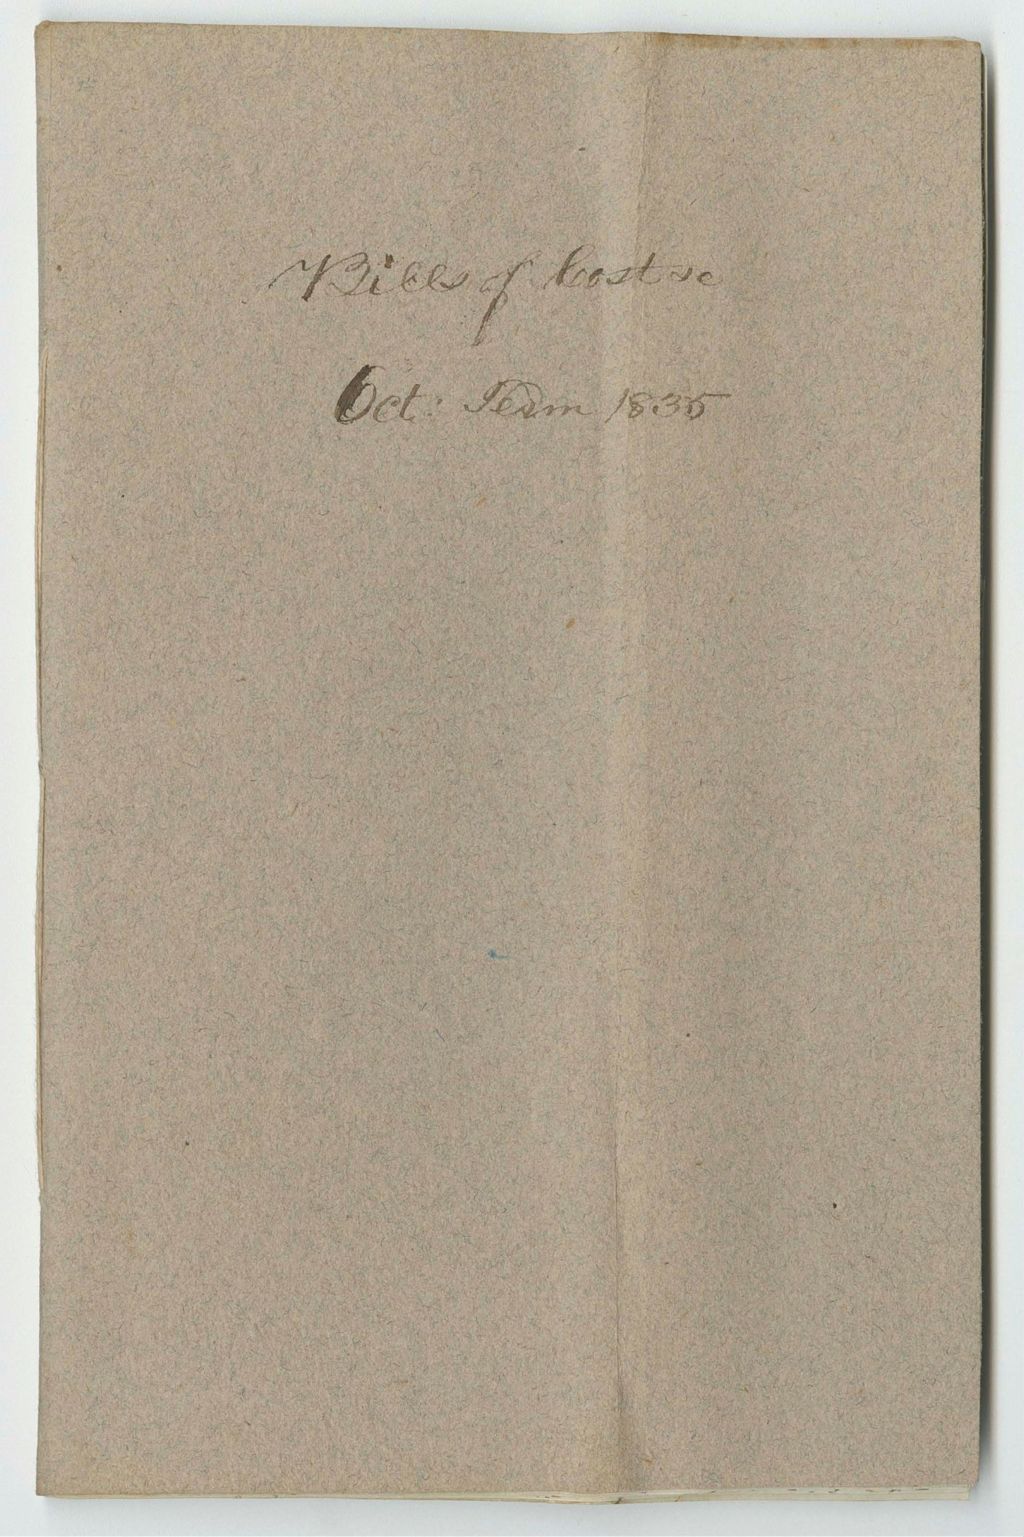 Bills of Cost &c
Oct: Term 1835